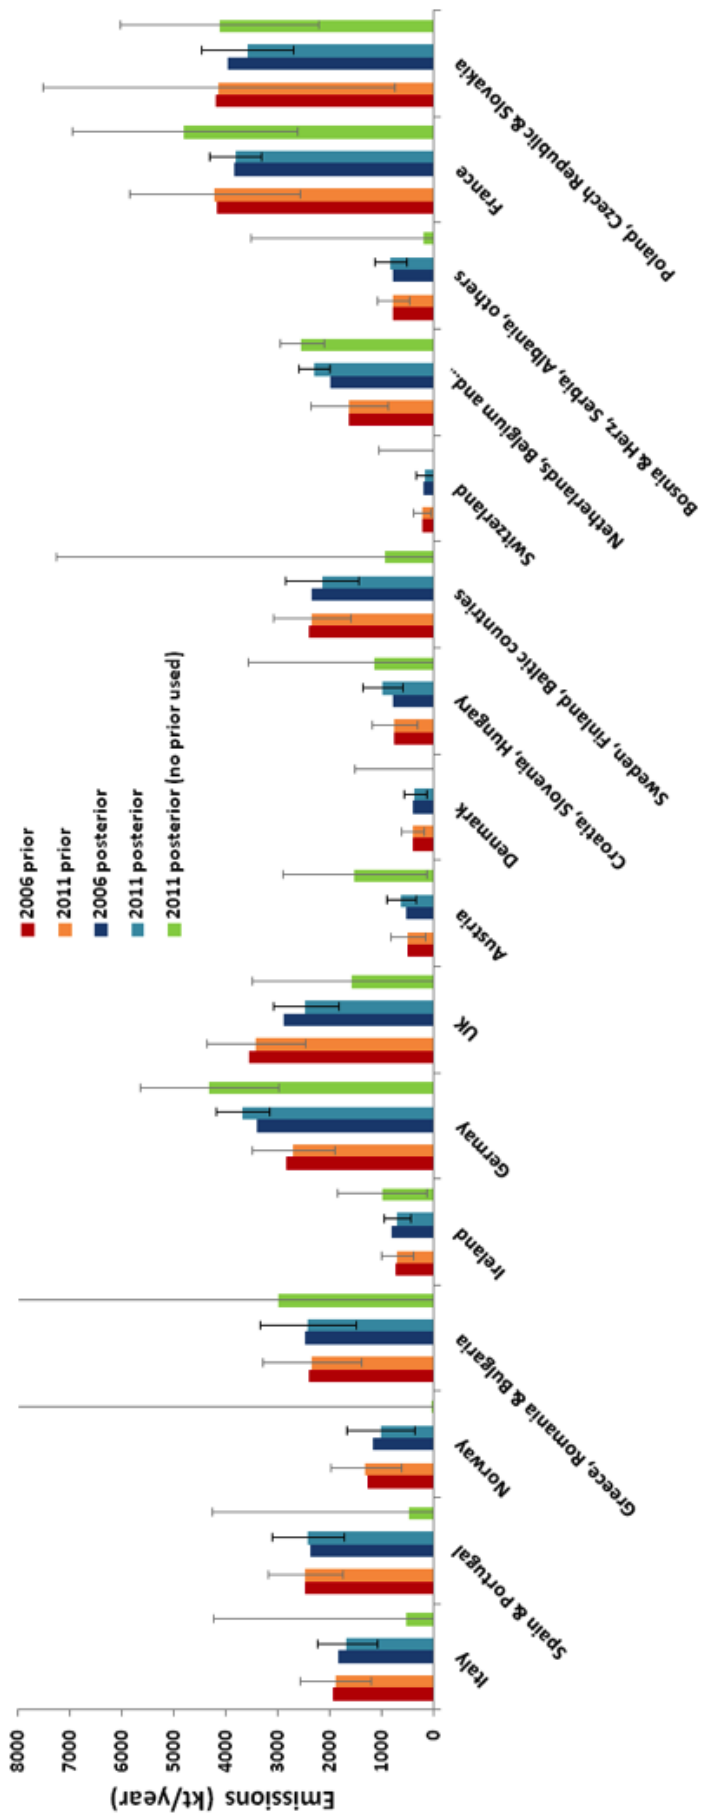 Emissions (kt/year)
8000
7000
6000
5000
4000
3000
2000
1000
0
2006 prior
2011 prior
2006 posterior
2011 posterior
2011 posterior (no prior used)
Italy
Spain & Portugal
Norway
Greece, Romania & Bulgaria
Ireland
Germay
UK
Austria
Denmark
Croatia, Slovenia, Hungary
Sweden, Finland, Baltic countries
Switzerland
Netherlands, Belgium and...
Bosnia & Herz, Serbia, Albania, others
France
Poland, Czech Republic & Slovakia